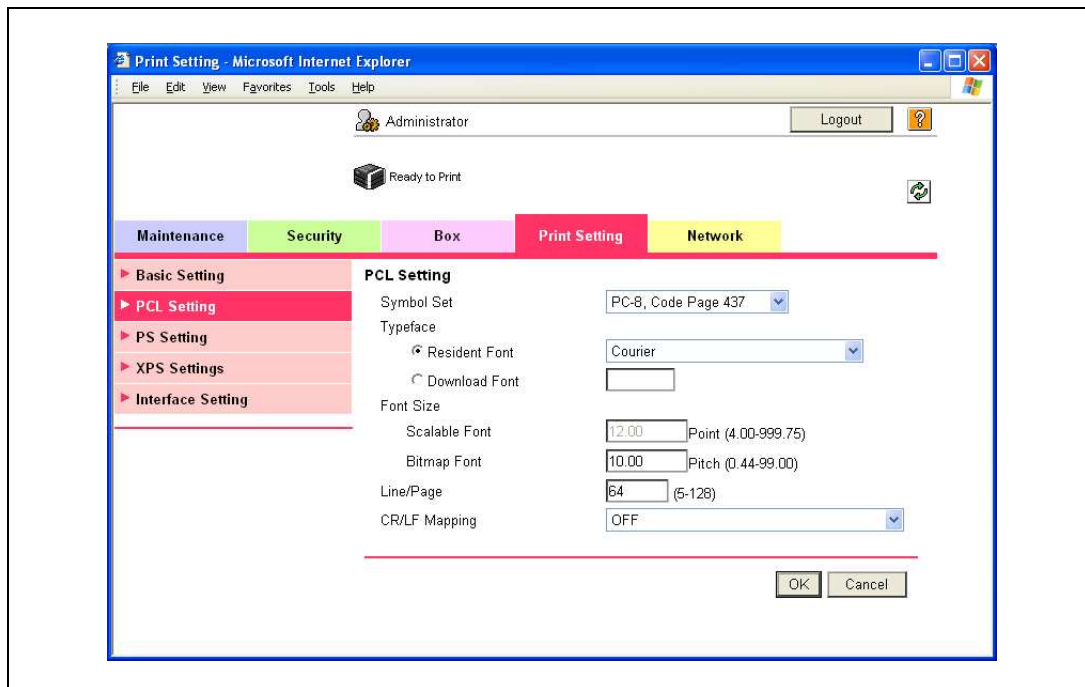 Print Setting - Microsoft Internet Explorer
File Edit View Favorites Tools Help
Administrator Logout ?
Ready to Print
Maintenance Security Box Print Setting Network
Basic Setting
PCL Setting
PS Setting
XPS Settings
Interface Setting
PCL Setting
Symbol Set PC-8, Code Page 437
Typeface
Resident Font Courier
Download Font
Font Size
Scalable Font 12.00 Point (4.00-999.75)
Bitmap Font 10.00 Pitch (0.44-99.00)
Line/Page 64 (5-128)
CR/LF Mapping OFF
OK Cancel